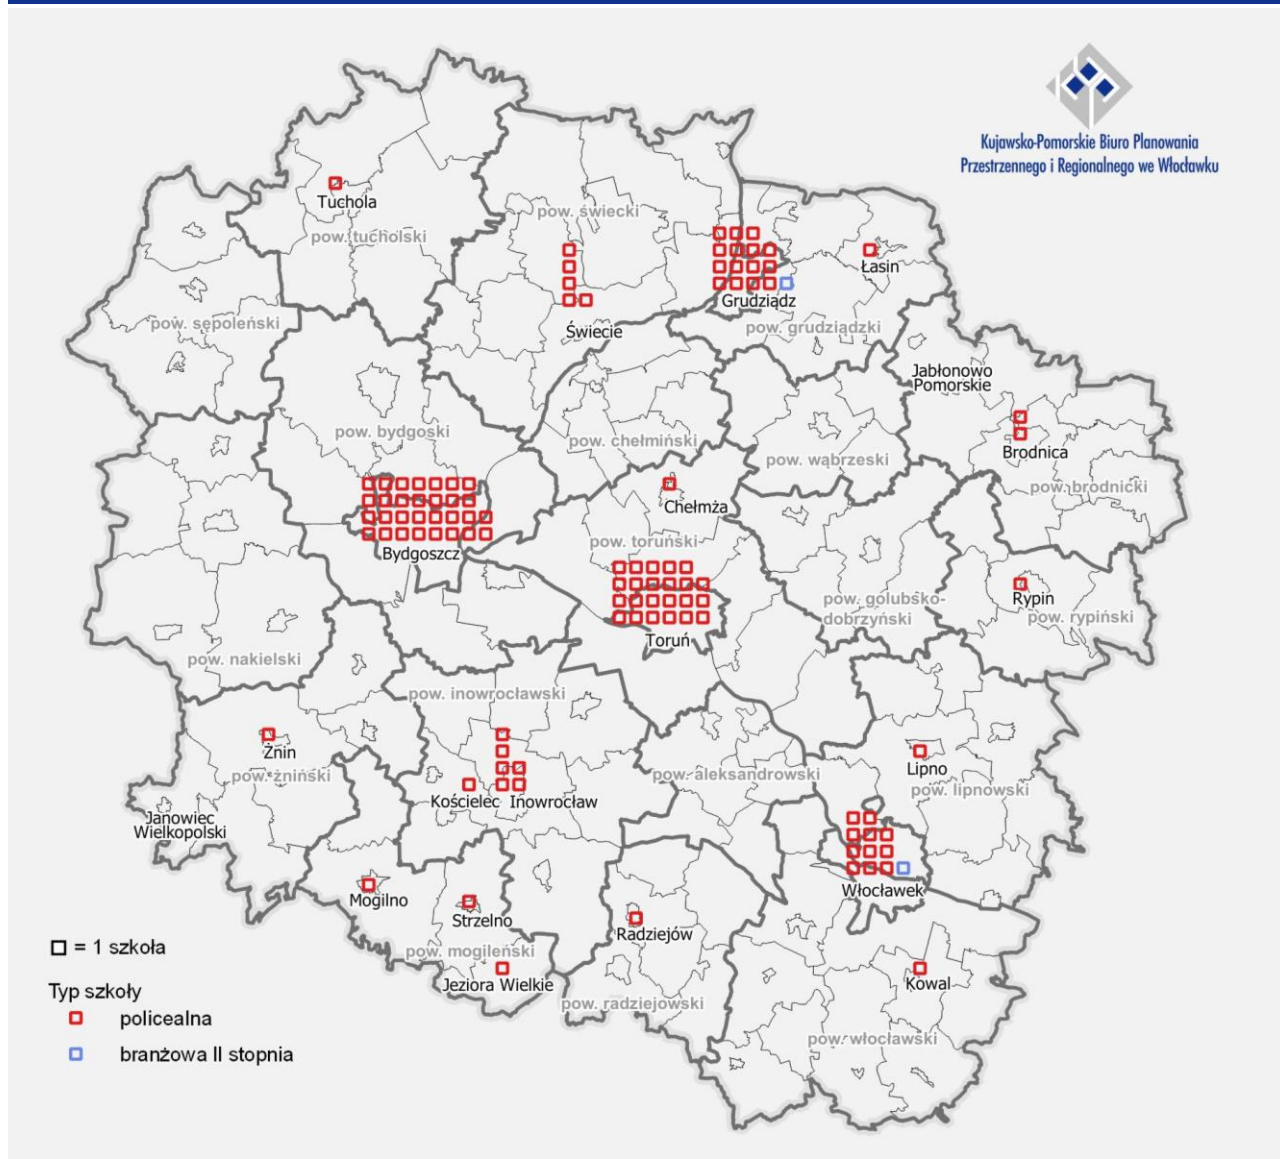 Kujawsko-Pomorskie Biuro Planowania
Przestrzennego i Regionalnego we Włocławku
Tuchola
pow. świecki
pow. tucholski
Łasin
Grudziądz
pow. sępoleński
Świecie
pow. grudziądzki
Jabłonowo
Pomorskie
pow. bydgoski
pow. chełmiński
Brodnica
pow. wąbrzeski
pow. brodnicki
Chełmża
pow. toruński
Bydgoszcz
pow. golubsko-
dobrzyński
Rypin
pow. rypiński
Toruń
pow. nakielski
pow. inowrocławski
Żnin
pow. żniński
pow. aleksandrowski
Lipno
pow. lipnowski
Kościelec
Inowrocław
Janowiec
Wielkopolski
Włocławek
Mogilno
Strzelno
Radziejów
pow. mogileński
Jeziora Wielkie
Kowal
pow. radziejowski
pow. włocławski
= 1 szkoła
Typ szkoły
policealna
branżowa II stopnia